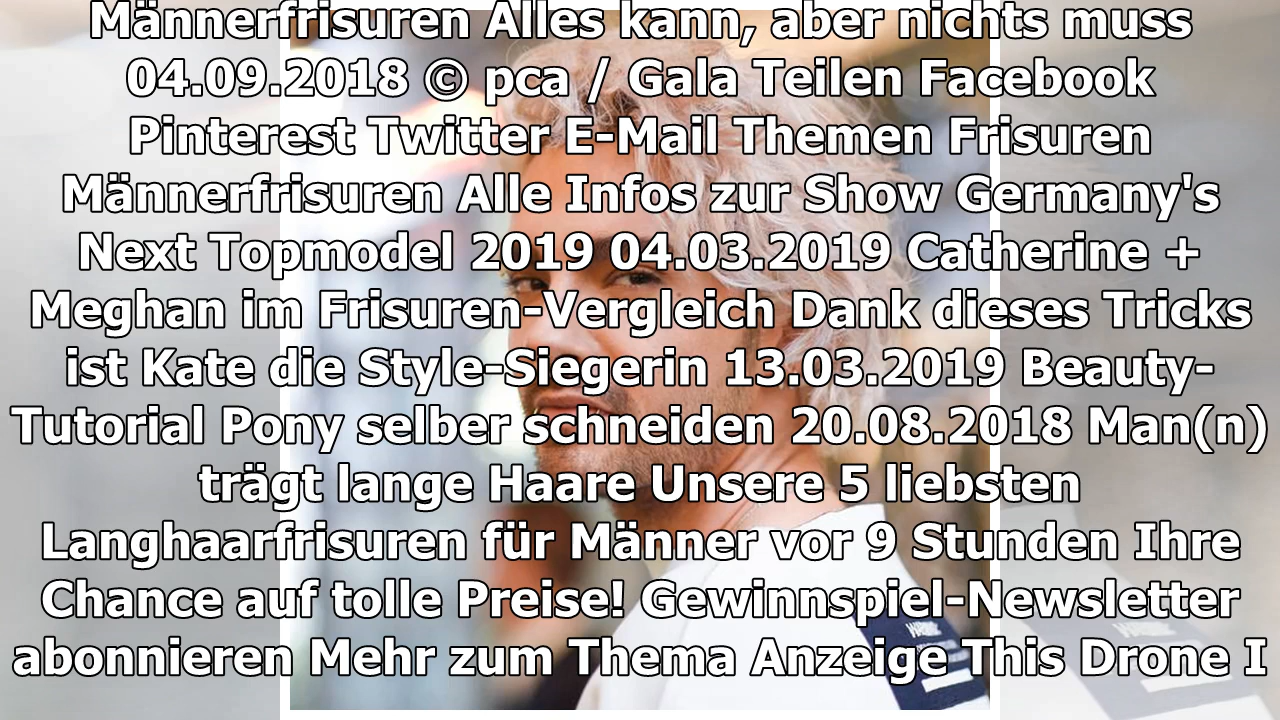 Männerfrisuren Alles kann, aber nichts muss
04.09.2018 © pca / Gala Teilen Facebook
Pinterest Twitter E-Mail Themen Frisuren
Männerfrisuren Alle Infos zur Show Germany's
Next Topmodel 2019 04.03.2019 Catherine +
Meghan im Frisuren-Vergleich Dank dieses Tricks
ist Kate die Style-Siegerin 13.03.2019 Beauty-
Tutorial Pony selber schneiden 20.08.2018 Man(n)
trägt lange Haare Unsere 5 liebsten
Langhaarfrisuren für Männer vor 9 Stunden Ihre
Chance auf tolle Preise! Gewinnspiel-Newsletter
abonnieren Mehr zum Thema Anzeige This Drone I